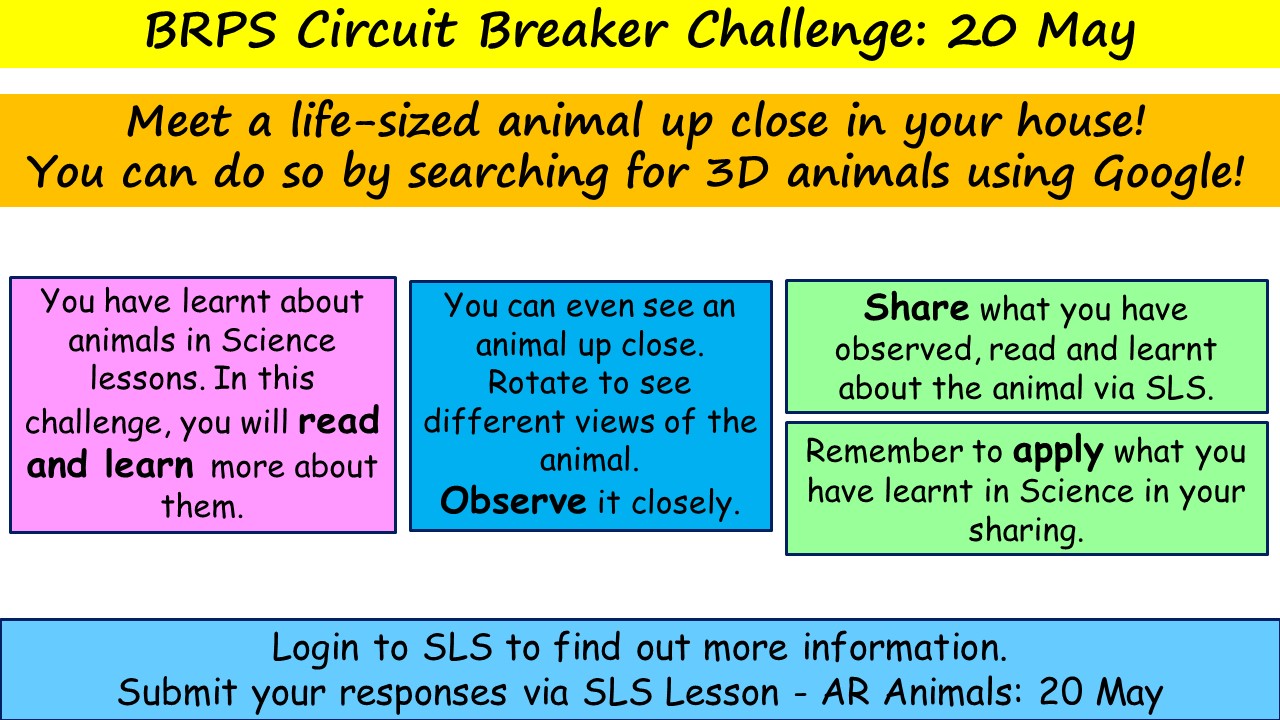 BRPS Circuit Breaker Challenge: 20 May
Meet a life-sized animal up close in your house!
You can do so by searching for 3D animals using Google!
You have learnt about
animals in Science
lessons. In this
challenge, you will read
and learn more about
them.
You can even see an
animal up close.
Rotate to see
different views of the
animal.
Observe it closely.
Share what you have
observed, read and learnt
about the animal via SLS.
Remember to apply what you
have learnt in Science in your
sharing.
Login to SLS to find out more information.
Submit your responses via SLS Lesson - AR Animals: 20 May